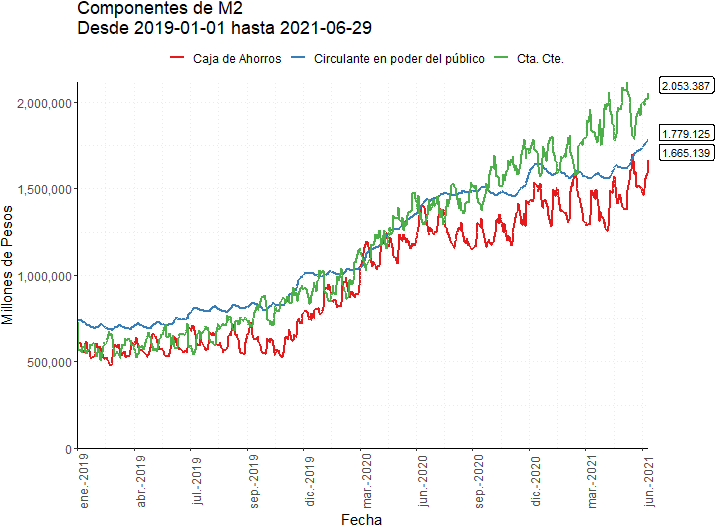 Componentes de M2
Desde 2019-01-01 hasta 2021-06-29
Caja de Ahorros Circulante en poder del público Cta. Cte.
Millones de Pesos
2,000,000
1,500,000
1,000,000
500,000
0
2.053.387
1.779.125
1.665.139
ene.-2019
abr.-2019
jul.-2019
sep.-2019
dic.-2019
mar.-2020
jun.-2020
sep.-2020
dic.-2020
mar.-2021
jun.-2021
Fecha